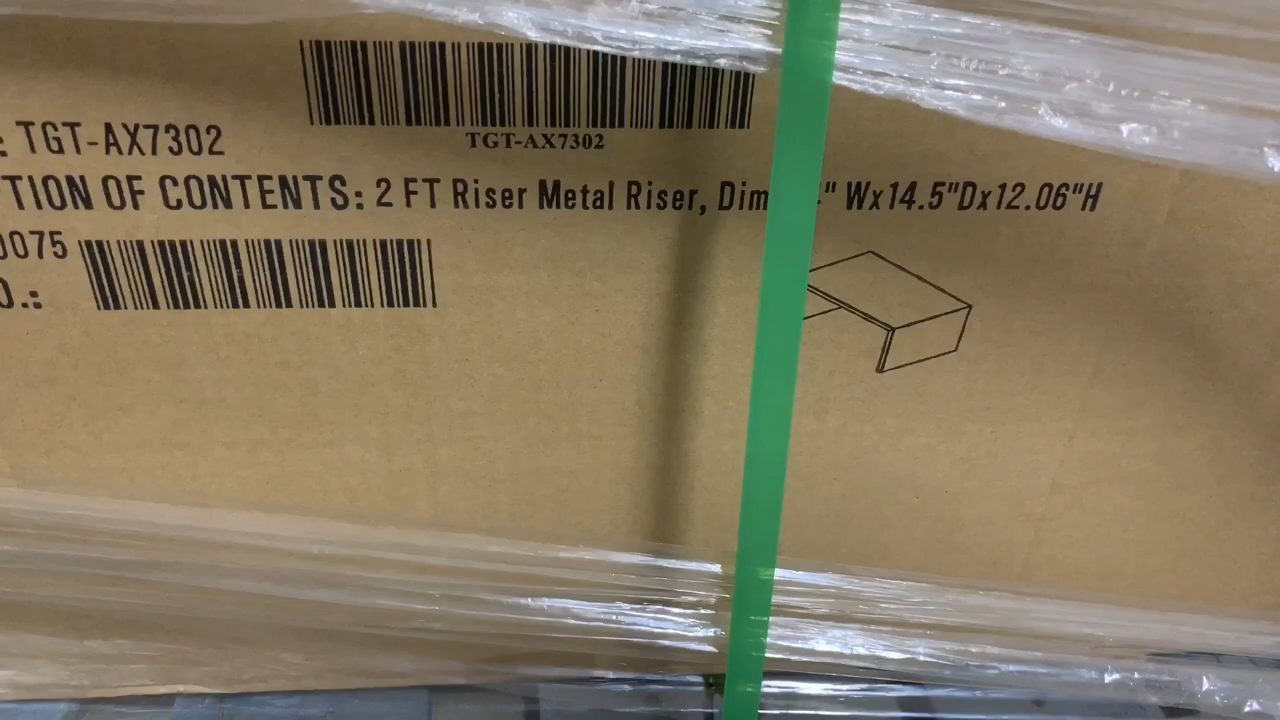 TGT-AX7302
: TGT-AX7302
TION OF CONTENTS: 2 FT Riser Metal Riser, Dim " Wx14.5"Dx12.06"H
0075
O.: